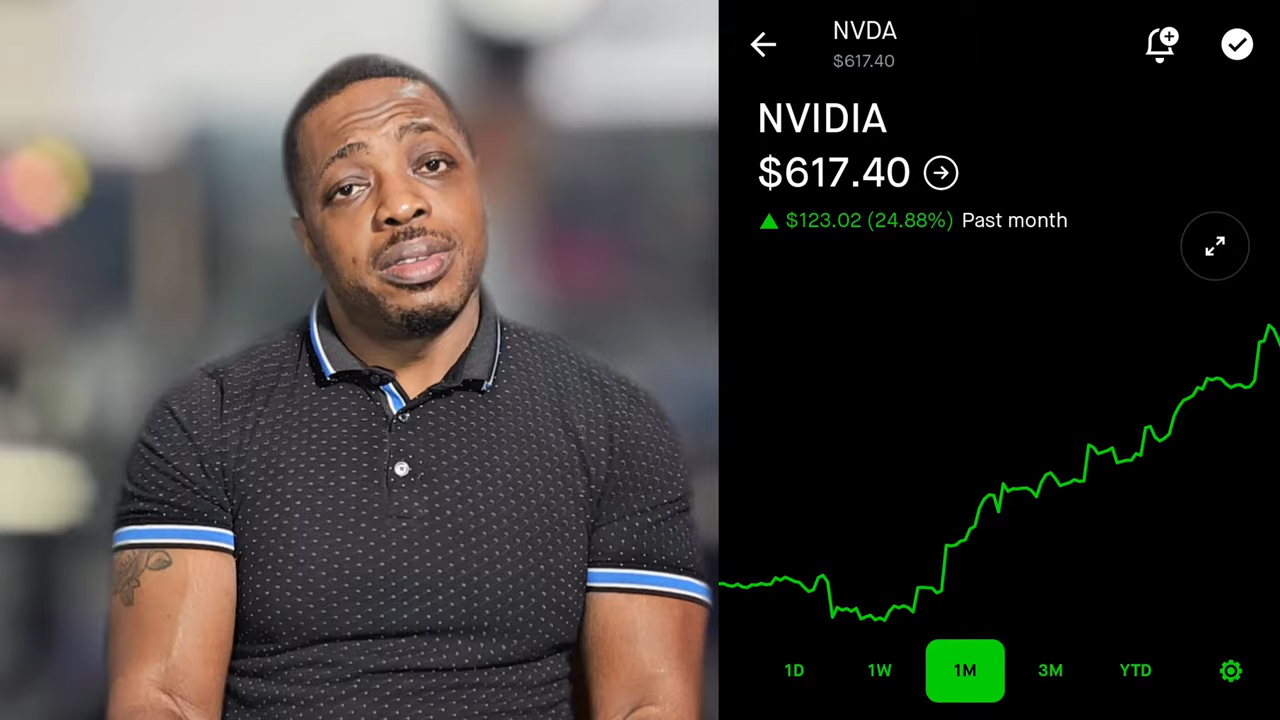 NVDA
$617.40
NVIDIA
$617.40
$123.02 (24.88%) Past month
1D 1W 1M 3M YTD